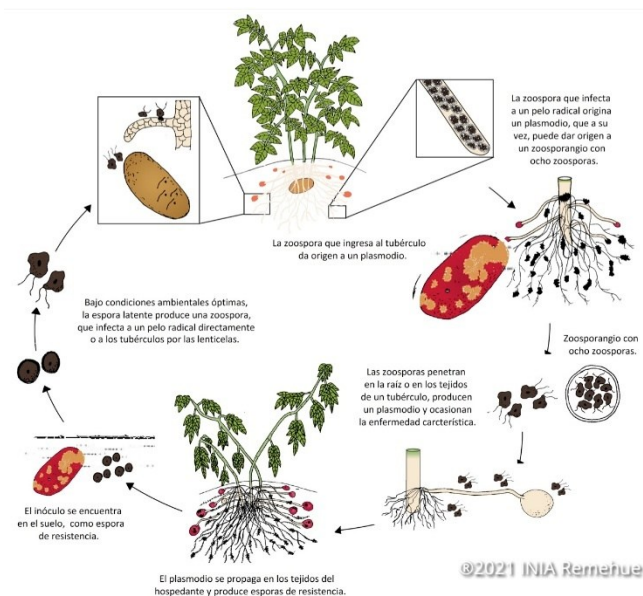 La zoospora que infecta
a un pelo radical origina
un plasmodio, que a su
vez, puede dar origen a
un zoosporangio con
ocho zoosporas.
La zoospora que ingresa al tubérculo
da origen a un plasmodio.
Bajo condiciones ambientales óptimas,
la espora latente produce una zoospora,
que infecta a un pelo radical directamente
o a los tubérculos por las lenticelas.
Zoosporangio con
ocho zoosporas.
Las zoosporas penetran
en la raíz o en los tejidos
de un tubérculo, producen
un plasmodio y ocasionan
la enfermedad carcterística.
El inóculo se encuentra
en el suelo, como espora
de resistencia.
El plasmodio se propaga en los tejidos del
hospedante y produce esporas de resistencia.
©2021 INIA Remehue